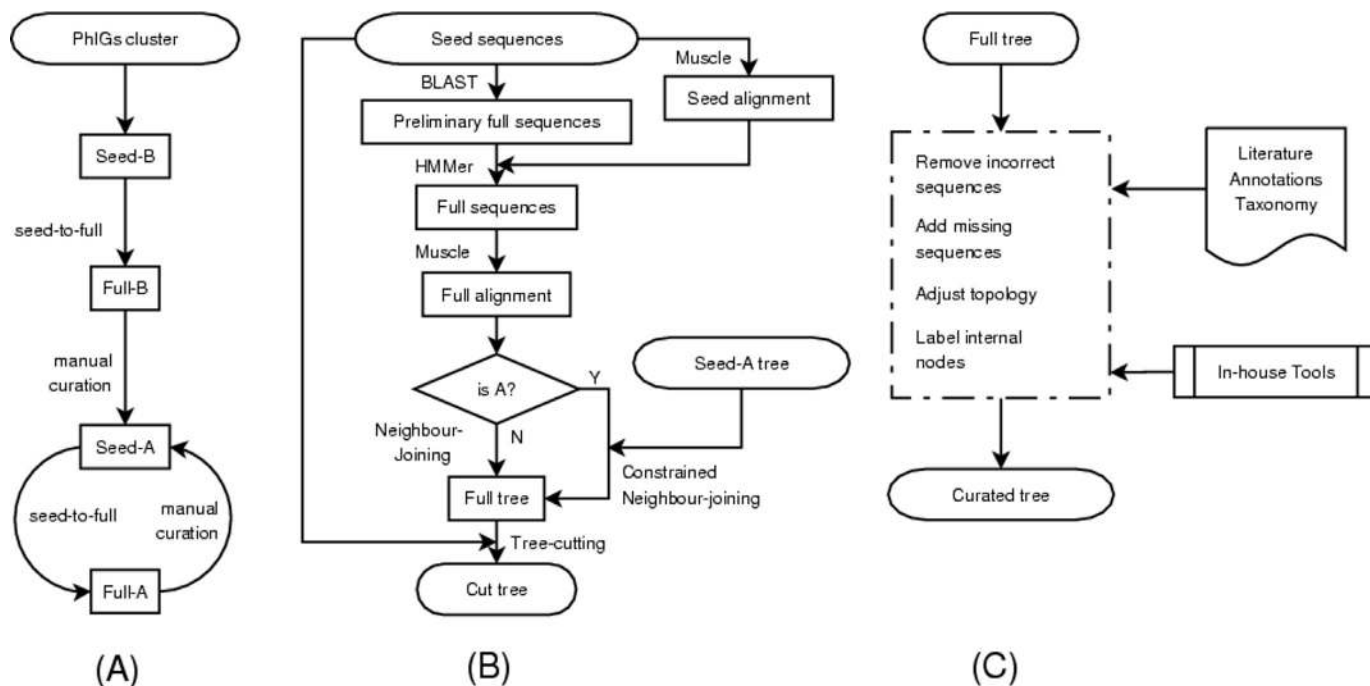 PhIGs cluster
Seed-B
seed-to-full
Full-B
manual
curation
Seed-A
seed-to-full
manual
curation
Full-A
(A)
Seed sequences
BLAST
Muscle
Seed alignment
Preliminary full sequences
HMMer
Full sequences
Muscle
Full alignment
is A?
Y
Seed-A tree
Neighbour-
Joining
N
Constrained
Neighbour-joining
Full tree
Tree-cutting
Cut tree
(B)
Full tree
Remove incorrect
sequences
Add missing
sequences
Adjust topology
Label internal
nodes
Literature
Annotations
Taxonomy
In-house Tools
Curated tree
(C)